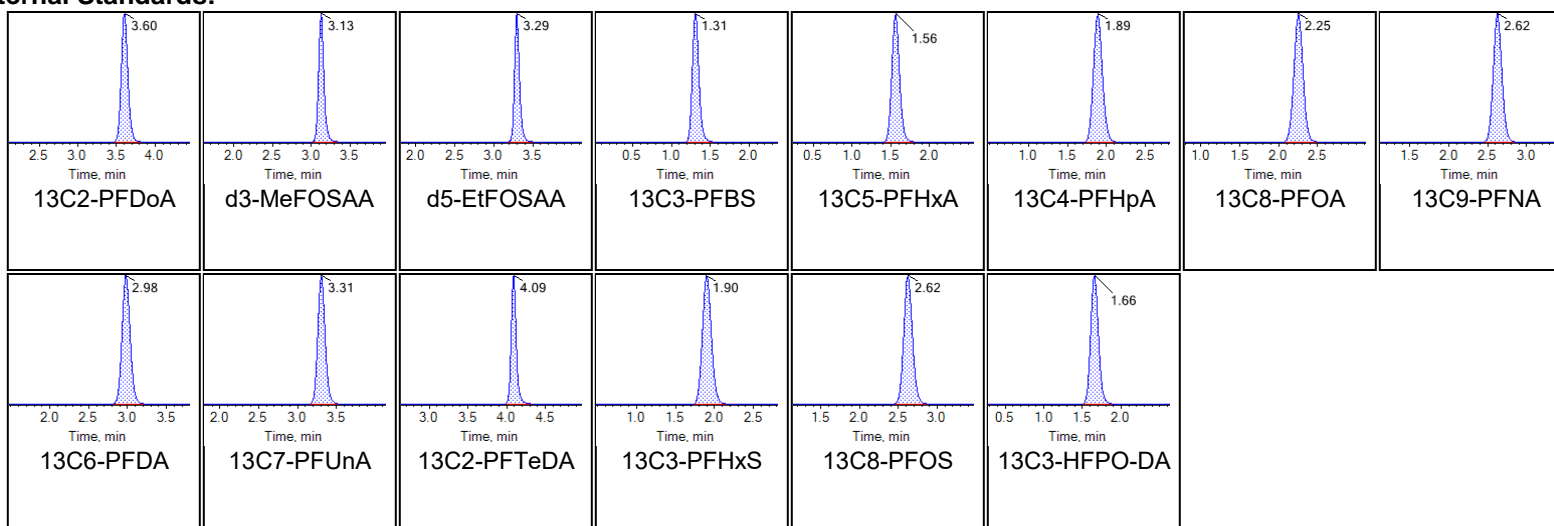 ternal Standards:
3.60
2.5 3.0 3.5 4.0
Time, min
13C2-PFDoA
3.13
2.0 2.5 3.0 3.5
Time, min
d3-MeFOSAA
3.29
2.0 2.5 3.0 3.5
Time, min
d5-EtFOSAA
1.31
0.5 1.0 1.5 2.0
Time, min
13C3-PFBS
1.56
0.5 1.0 1.5 2.0
Time, min
13C5-PFHxA
1.89
1.0 1.5 2.0 2.5
Time, min
13C4-PFHpA
2.25
1.0 1.5 2.0 2.5
Time, min
13C8-PFOA
2.62
1.5 2.0 2.5 3.0
Time, min
13C9-PFNA
2.98
2.0 2.5 3.0 3.5
Time, min
13C6-PFDA
3.31
2.0 2.5 3.0 3.5
Time, min
13C7-PFUnA
4.09
3.0 3.5 4.0 4.5
Time, min
13C2-PFTeDA
1.90
1.0 1.5 2.0 2.5
Time, min
13C3-PFHxS
2.62
1.5 2.0 2.5 3.0
Time, min
13C8-PFOS
1.66
0.5 1.0 1.5 2.0
Time, min
13C3-HFPO-DA